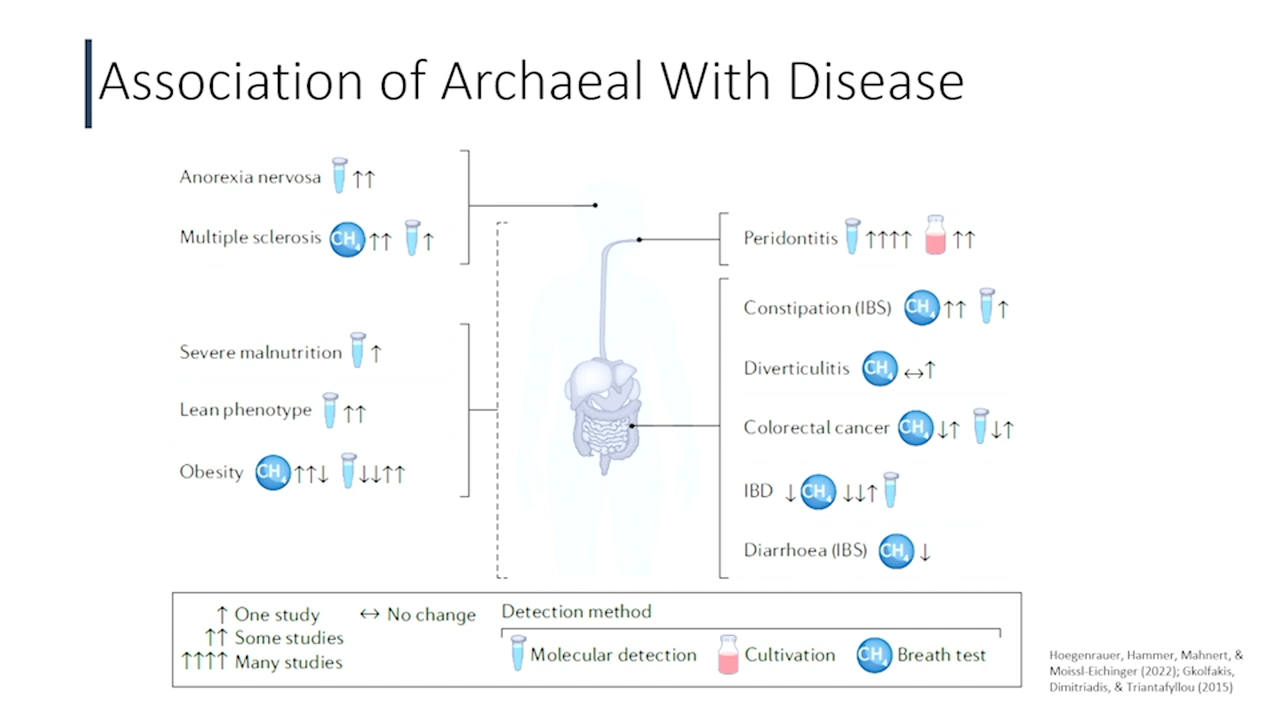 Association of Archaeal With Disease
Anorexia nervosa ↑↑
Multiple sclerosis CH4 ↑↑ ↑
Severe malnutrition ↑
Lean phenotype ↑↑
Obesity CH4 ↑↑↓ ↓↓↑↑
Peridontitis ↑↑↑↑ ↑↑
Constipation (IBS) CH4 ↑↑ ↑
Diverticulitis CH4 ↔↑
Colorectal cancer CH4 ↓↑ ↓↑
IBD ↓ CH4 ↓↓↑
Diarrhoea (IBS) CH4 ↓
↑ One study ↔ No change
↑↑ Some studies
↑↑↑↑ Many studies
Detection method
Molecular detection Cultivation CH4 Breath test
Hoegenrauer, Hammer, Mahnert, &
Moissl-Eichinger (2022); Gkolfakis,
Dimitriadis, & Triantafyllou (2015)